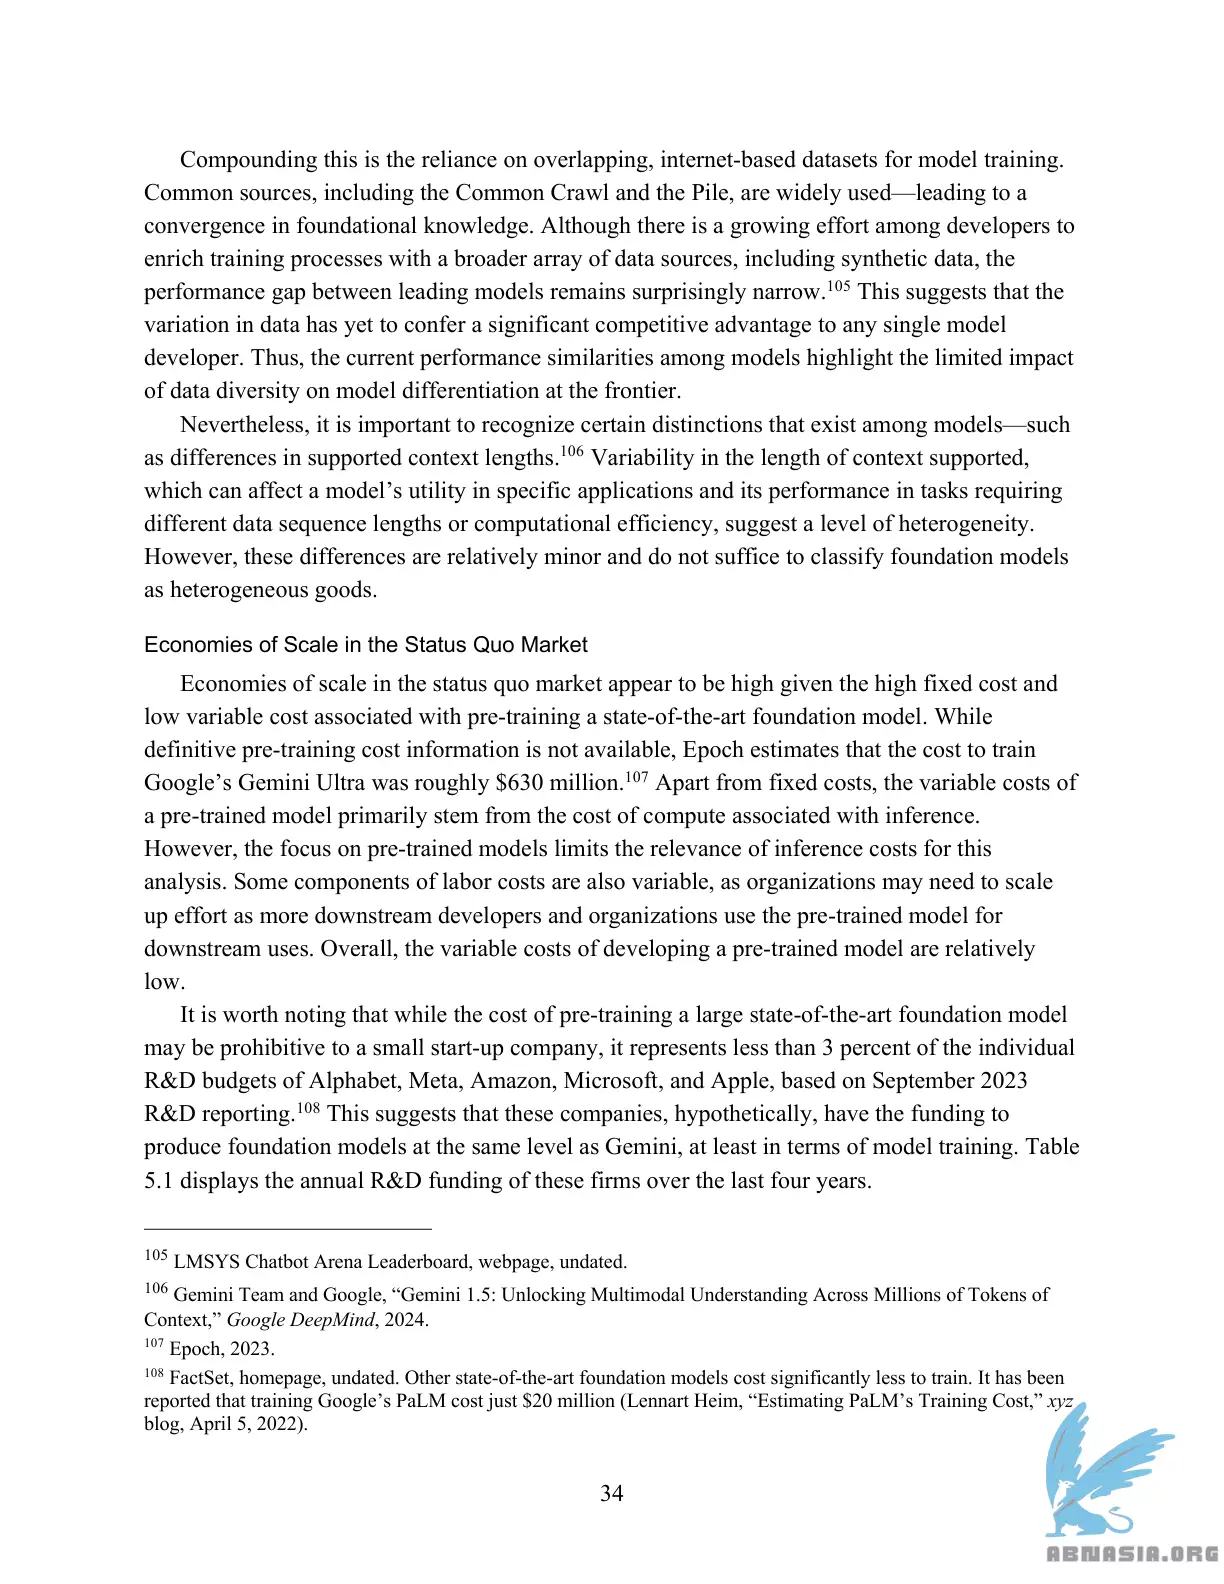 Compounding this is the reliance on overlapping, internet-based datasets for model training.
Common sources, including the Common Crawl and the Pile, are widely used—leading to a
convergence in foundational knowledge. Although there is a growing effort among developers to
enrich training processes with a broader array of data sources, including synthetic data, the
performance gap between leading models remains surprisingly narrow.105 This suggests that the
variation in data has yet to confer a significant competitive advantage to any single model
developer. Thus, the current performance similarities among models highlight the limited impact
of data diversity on model differentiation at the frontier.
Nevertheless, it is important to recognize certain distinctions that exist among models—such
as differences in supported context lengths.106 Variability in the length of context supported,
which can affect a model’s utility in specific applications and its performance in tasks requiring
different data sequence lengths or computational efficiency, suggest a level of heterogeneity.
However, these differences are relatively minor and do not suffice to classify foundation models
as heterogeneous goods.
Economies of Scale in the Status Quo Market
Economies of scale in the status quo market appear to be high given the high fixed cost and
low variable cost associated with pre-training a state-of-the-art foundation model. While
definitive pre-training cost information is not available, Epoch estimates that the cost to train
Google’s Gemini Ultra was roughly $630 million.107 Apart from fixed costs, the variable costs of
a pre-trained model primarily stem from the cost of compute associated with inference.
However, the focus on pre-trained models limits the relevance of inference costs for this
analysis. Some components of labor costs are also variable, as organizations may need to scale
up effort as more downstream developers and organizations use the pre-trained model for
downstream uses. Overall, the variable costs of developing a pre-trained model are relatively
low.
It is worth noting that while the cost of pre-training a large state-of-the-art foundation model
may be prohibitive to a small start-up company, it represents less than 3 percent of the individual
R&D budgets of Alphabet, Meta, Amazon, Microsoft, and Apple, based on September 2023
R&D reporting.108 This suggests that these companies, hypothetically, have the funding to
produce foundation models at the same level as Gemini, at least in terms of model training. Table
5.1 displays the annual R&D funding of these firms over the last four years.
105 LMSYS Chatbot Arena Leaderboard, webpage, undated.
106 Gemini Team and Google, “Gemini 1.5: Unlocking Multimodal Understanding Across Millions of Tokens of
Context,” Google DeepMind, 2024.
107 Epoch, 2023.
108 FactSet, homepage, undated. Other state-of-the-art foundation models cost significantly less to train. It has been
reported that training Google’s PaLM cost just $20 million (Lennart Heim, “Estimating PaLM’s Training Cost,” xyz
blog, April 5, 2022).
34
ABNASIA.ORG